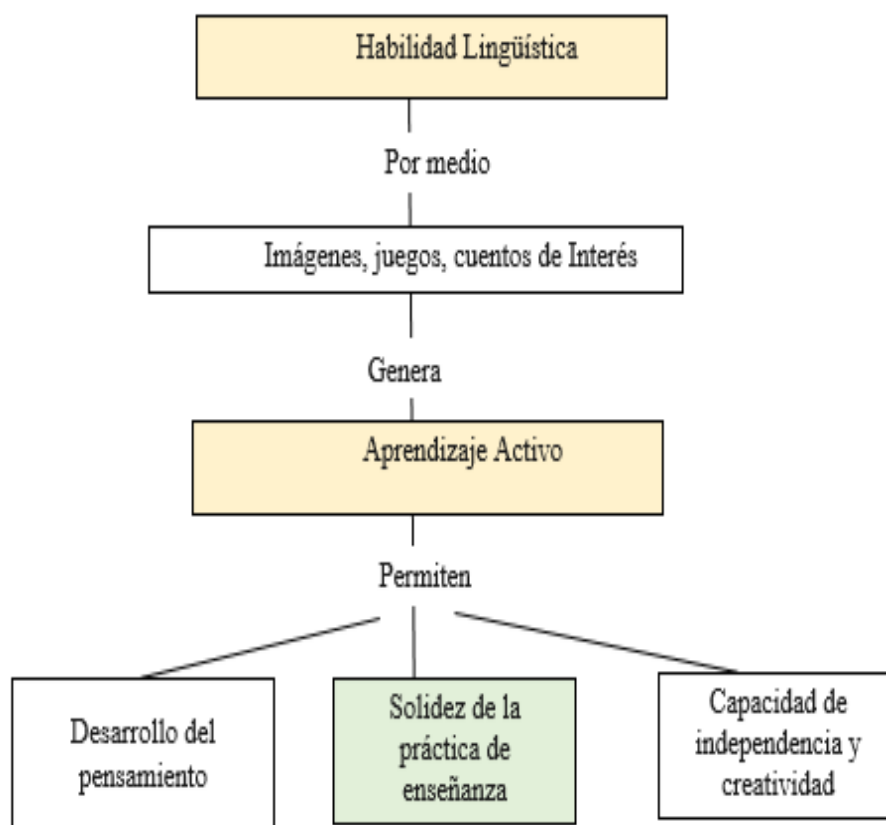 Habilidad Lingüística
Por medio
Imágenes, juegos, cuentos de Interés
Genera
Aprendizaje Activo
Permiten
Desarrollo del
pensamiento
Solidez de la
práctica de
enseñanza
Capacidad de
independencia y
creatividad